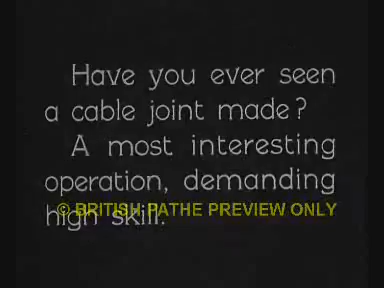 Have you ever seen
a cable joint made?
A most interesting
operation, demanding
high skill.
© BRITISH PATHE PREVIEW ONLY